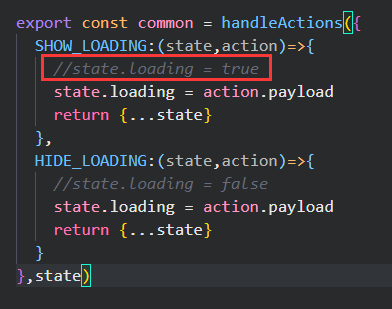 export const common = handleActions({
SHOW_LOADING:(state,action)=>{
//state.loading = true
state.loading = action.payload
return {...state}
},
HIDE_LOADING:(state,action)=>{
//state.loading = false
state.loading = action.payload
return {...state}
}
},state)